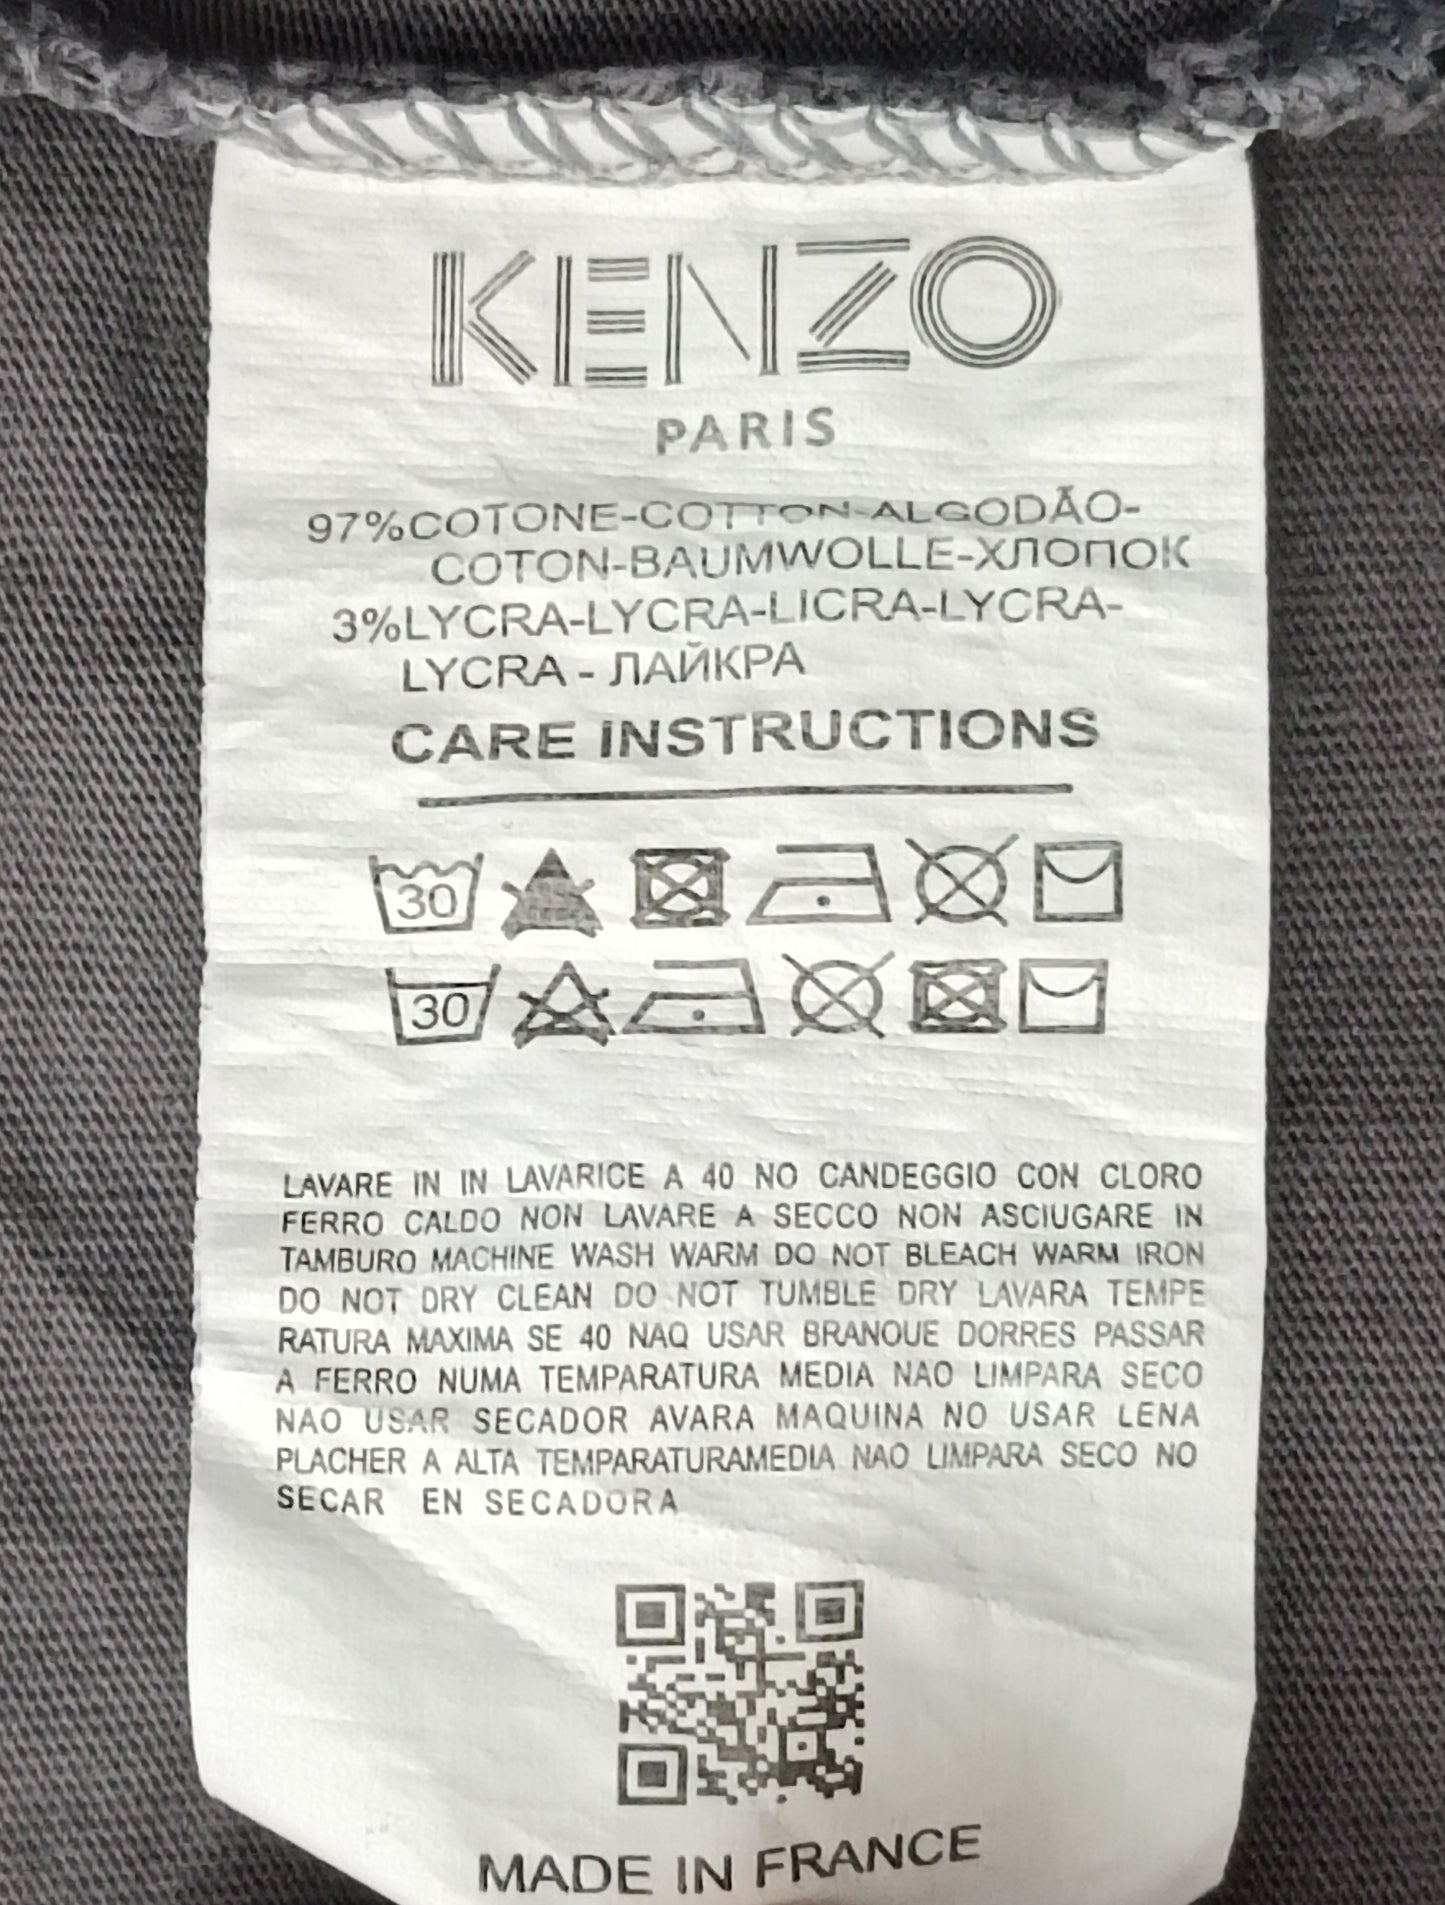 KENZO
PARIS
97%COTONE-COTTON-ALGODÃO-
COTON-BAUMWOLLE-ХЛОПОК
3%LYCRA-LYCRA-LICRA-LYCRA-
LYCRA - ЛАЙКРА
CARE INSTRUCTIONS
30
30
LAVARE IN IN LAVARICE A 40 NO CANDEGGIO CON CLORO
FERRO CALDO NON LAVARE A SECCO NON ASCIUGARE IN
TAMBURO MACHINE WASH WARM DO NOT BLEACH WARM IRON
DO NOT DRY CLEAN DO NOT TUMBLE DRY LAVARA TEMPE
RATURA MAXIMA SE 40 NAQ USAR BRANOUE DORRES PASSAR
A FERRO NUMA TEMPARATURA MEDIA NAO LIMPARA SECO
NAO USAR SECADOR AVARA MAQUINA NO USAR LENA
PLACHER A ALTA TEMPARATURAMEDIA NAO LIMPARA SECO NO
SECAR EN SECADORA
MADE IN FRANCE